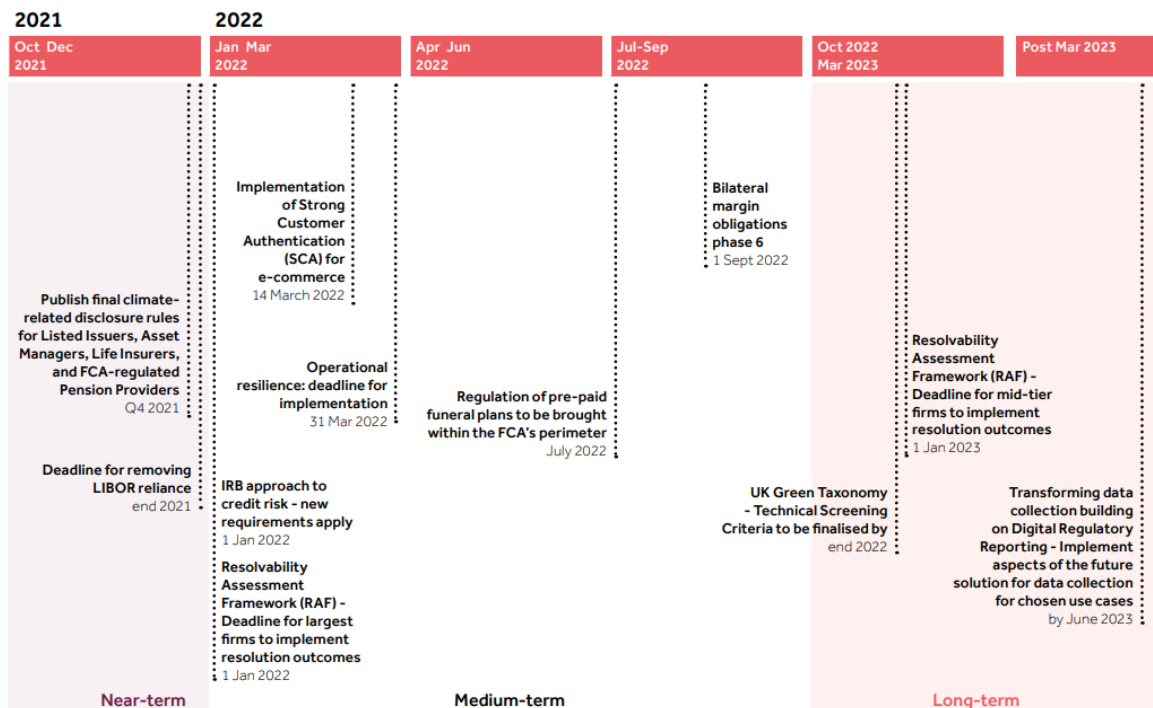 2021
2022
Oct Dec
2021
Jan Mar
2022
Apr Jun
2022
Jul-Sep
2022
Oct 2022
Mar 2023
Post Mar 2023
Publish final climate-
related disclosure rules
for Listed Issuers, Asset
Managers, Life Insurers,
and FCA-regulated
Pension Providers
Q4 2021
Deadline for removing
LIBOR reliance
end 2021
Implementation
of Strong
Customer
Authentication
(SCA) for
e-commerce
14 March 2022
Operational
resilience: deadline for
implementation
31 Mar 2022
IRB approach to
credit risk - new
requirements apply
1 Jan 2022
Resolvability
Assessment
Framework (RAF) -
Deadline for largest
firms to implement
resolution outcomes
1 Jan 2022
Regulation of pre-paid
funeral plans to be brought
within the FCA's perimeter
July 2022
Bilateral
margin
obligations
phase 6
1 Sept 2022
Resolvability
Assessment
Framework (RAF) -
Deadline for mid-tier
firms to implement
resolution outcomes
1 Jan 2023
UK Green Taxonomy
- Technical Screening
Criteria to be finalised by
end 2022
Transforming data
collection building
on Digital Regulatory
Reporting - Implement
aspects of the future
solution for data collection
for chosen use cases
by June 2023
Near-term
Medium-term
Long-term